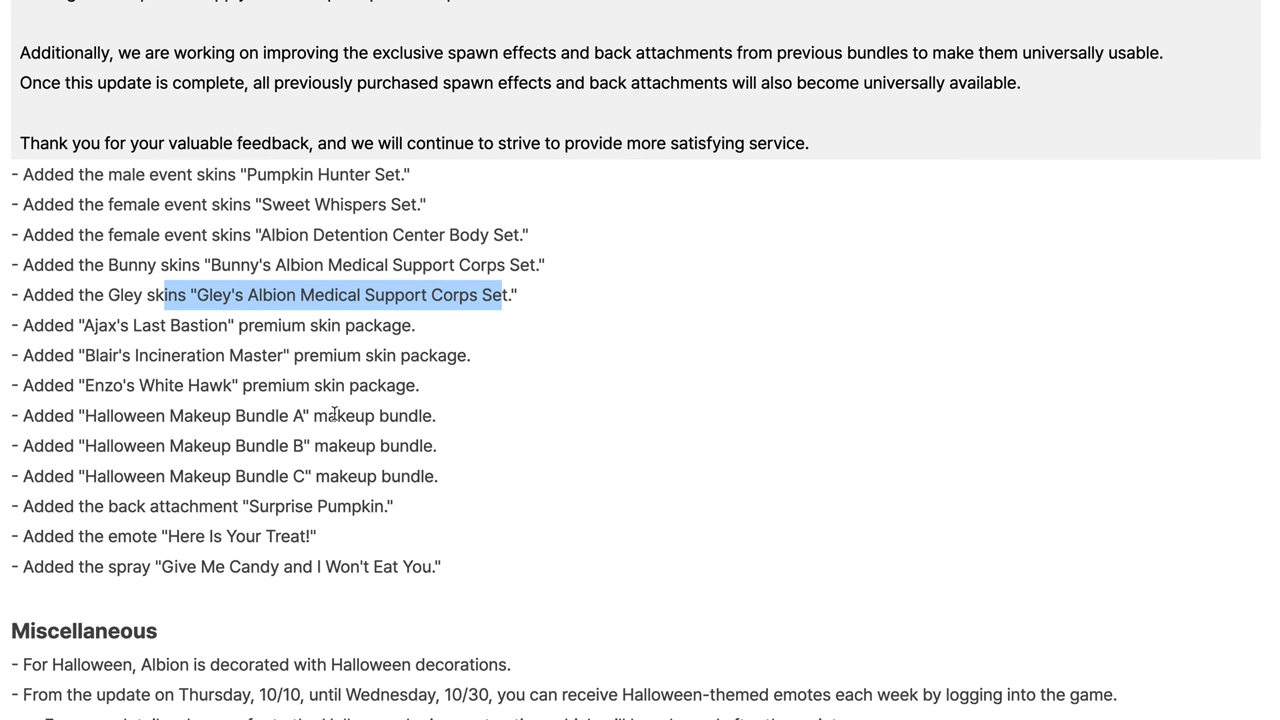 Additionally, we are working on improving the exclusive spawn effects and back attachments from previous bundles to make them universally usable.
Once this update is complete, all previously purchased spawn effects and back attachments will also become universally available.
Thank you for your valuable feedback, and we will continue to strive to provide more satisfying service.
- Added the male event skins "Pumpkin Hunter Set."
- Added the female event skins "Sweet Whispers Set."
- Added the female event skins "Albion Detention Center Body Set."
- Added the Bunny skins "Bunny's Albion Medical Support Corps Set."
- Added the Gley skins "Gley's Albion Medical Support Corps Set."
- Added "Ajax's Last Bastion" premium skin package.
- Added "Blair's Incineration Master" premium skin package.
- Added "Enzo's White Hawk" premium skin package.
- Added "Halloween Makeup Bundle A" makeup bundle.
- Added "Halloween Makeup Bundle B" makeup bundle.
- Added "Halloween Makeup Bundle C" makeup bundle.
- Added the back attachment "Surprise Pumpkin."
- Added the emote "Here Is Your Treat!"
- Added the spray "Give Me Candy and I Won't Eat You."
Miscellaneous
- For Halloween, Albion is decorated with Halloween decorations.
- From the update on Thursday, 10/10, until Wednesday, 10/30, you can receive Halloween-themed emotes each week by logging into the game.